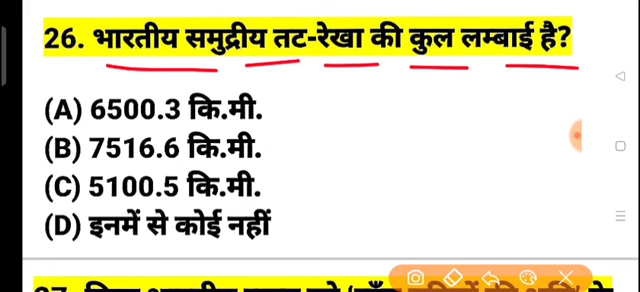 26. भारतीय समुद्रीय तट-रेखा की कुल लम्बाई है?
(A) 6500.3 कि.मी.
(B) 7516.6 कि.मी.
(C) 5100.5 कि.मी.
(D) इनमें से कोई नहीं